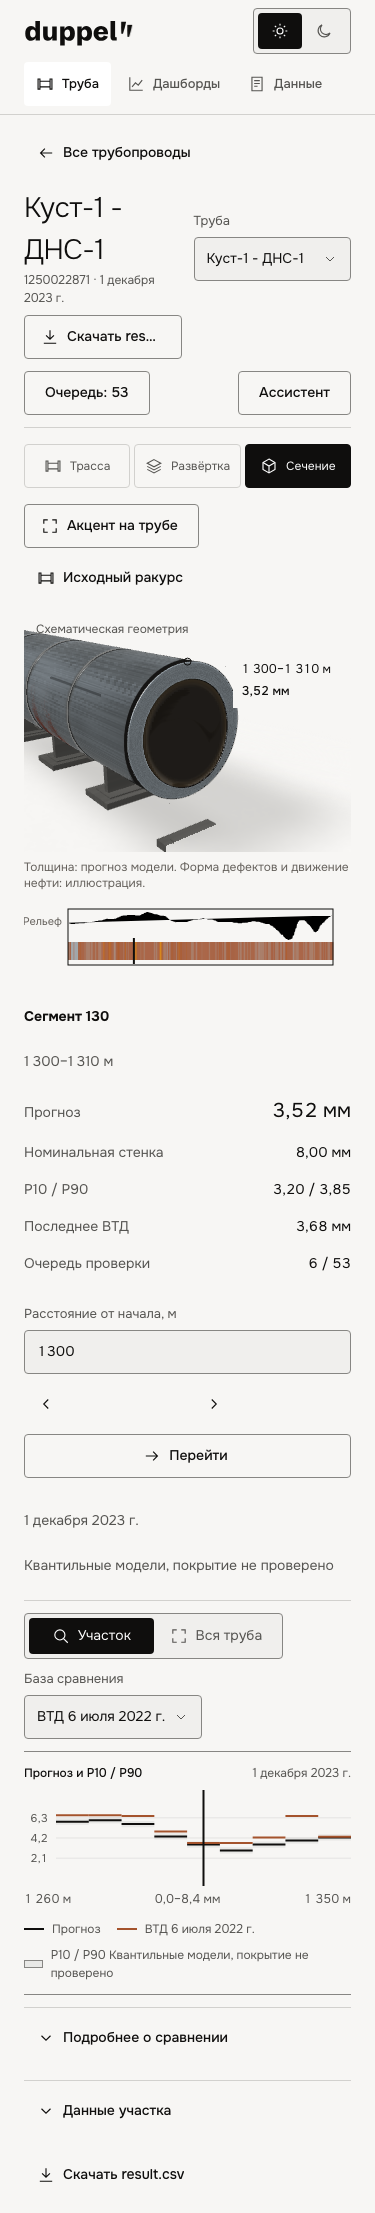 duppel
Труба
Дашборды
Данные
Все трубопроводы
Куст-1 -
ДНС-1
1250022871 · 1 декабря
2023 г.
Труба
Куст-1 - ДНС-1
Скачать res...
Очередь: 53
Ассистент
Трасса
Развёртка
Сечение
Акцент на трубе
Исходный ракурс
Схематическая геометрия
1 300–1 310 м
3,52 мм
Толщина: прогноз модели. Форма дефектов и движение
нефти: иллюстрация.
Рельеф
Сегмент 130
1 300–1 310 м
Прогноз 3,52 мм
Номинальная стенка 8,00 мм
P10 / P90 3,20 / 3,85
Последнее ВТД 3,68 мм
Очередь проверки 6 / 53
Расстояние от начала, м
1 300
Перейти
1 декабря 2023 г.
Квантильные модели, покрытие не проверено
Участок
Вся труба
База сравнения
ВТД 6 июля 2022 г.
Прогноз и P10 / P90 1 декабря 2023 г.
6,3
4,2
2,1
1 260 м 0,0–8,4 мм 1 350 м
Прогноз ВТД 6 июля 2022 г.
P10 / P90 Квантильные модели, покрытие не
проверено
Подробнее о сравнении
Данные участка
Скачать result.csv